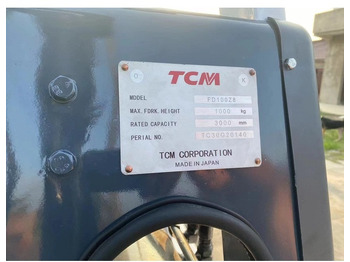 TCM
MODEL FD100Z8
MAX. FORK. HEIGHT 1000 kg
RATED CAPACITY 3000 mm
PERIAL NO.
TCM CORPORATION
MADE IN JAPAN